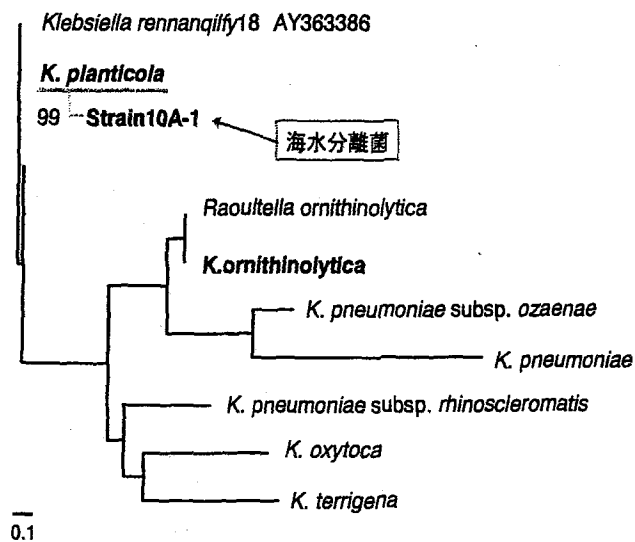 Klebsiella rennanqilfy18 AY363386
K. planticola
99 Strain10A-1
海水分離菌
Raoultella ornithinolytica
K.ornithinolytica
K. pneumoniae subsp. ozaenae
K. pneumoniae
K. pneumoniae subsp. rhinoscleromatis
K. oxytoca
K. terrigena
0.1